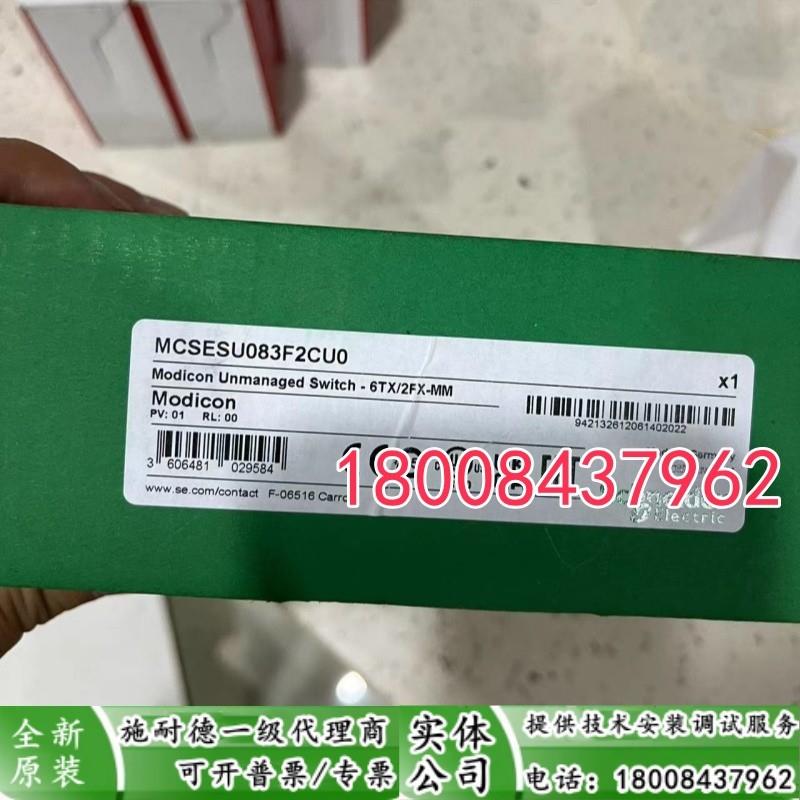 MCSESU083F2CU0
x1
Modicon Unmanaged Switch - 6TX/2FX-MM
Modicon
PV: 01 RL: 00
942132612061402022
3 606481 029584
Germany
www.se.com/contact F-06516 Carro
18008437962
Electric
全新原装
施耐德一级代理商
可开普票/专票
实体公司
提供技术安装调试服务
电话：18008437962